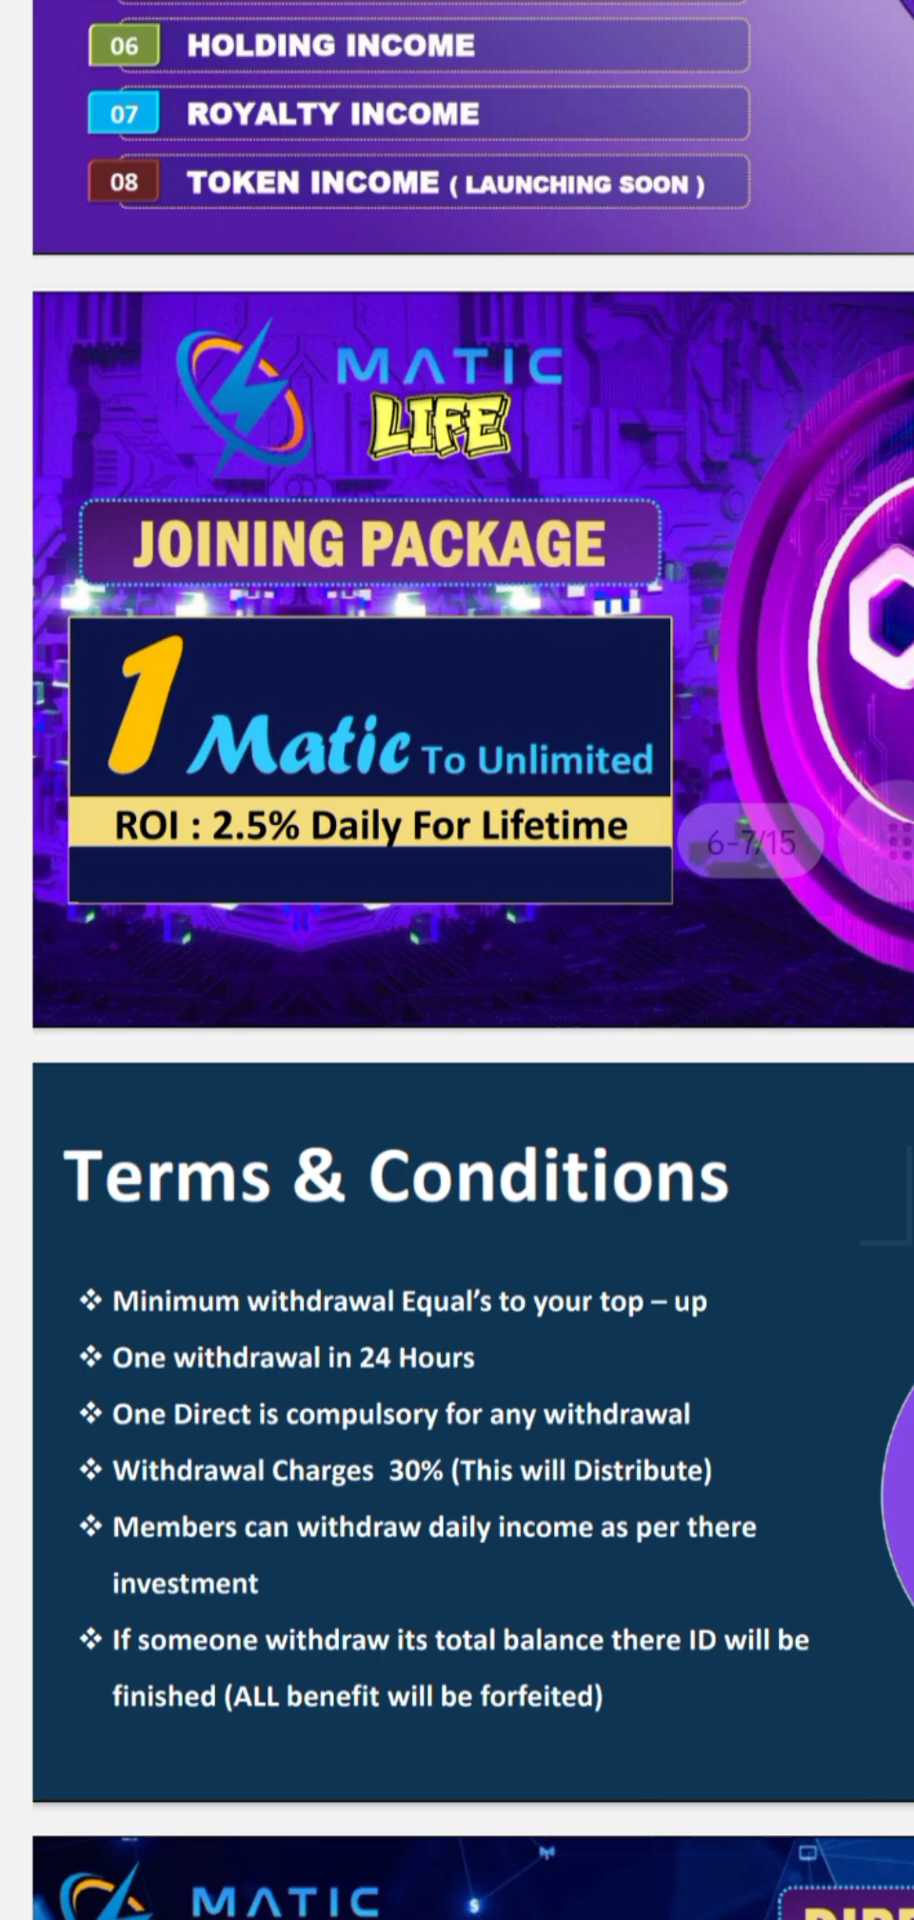 06 HOLDING INCOME
07 ROYALTY INCOME
08 TOKEN INCOME ( LAUNCHING SOON )
MATIC
LIFE
JOINING PACKAGE
1 Matic To Unlimited
ROI : 2.5% Daily For Lifetime
6-7/15
Terms & Conditions
❖ Minimum withdrawal Equal’s to your top – up
❖ One withdrawal in 24 Hours
❖ One Direct is compulsory for any withdrawal
❖ Withdrawal Charges  30% (This will Distribute)
❖ Members can withdraw daily income as per there
investment
❖ If someone withdraw its total balance there ID will be
finished (ALL benefit will be forfeited)
MATIC